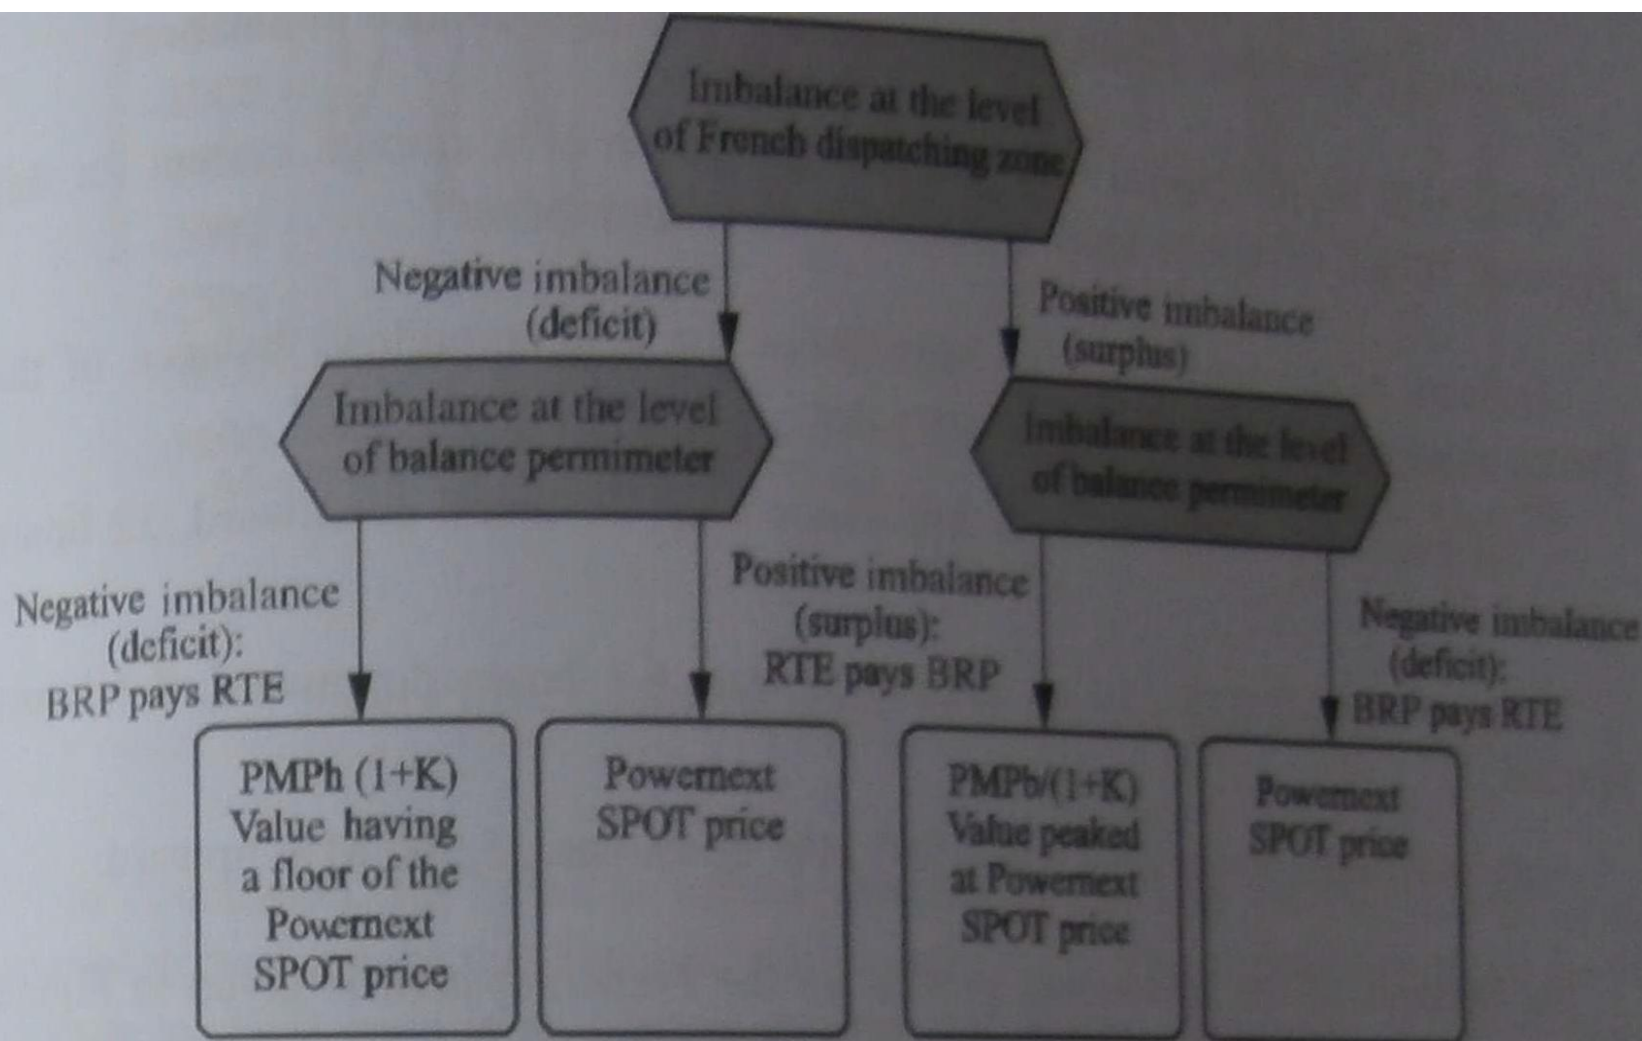 Imbalance at the level
of French dispatching zone
Negative imbalance
(deficit)
Positive imbalance
(surplus)
Imbalance at the level
of balance permimeter
Imbalance at the level
of balance permimeter
Negative imbalance
(deficit):
BRP pays RTE
Positive imbalance
(surplus):
RTE pays BRP
Negative imbalance
(deficit):
BRP pays RTE
PMPh (1+K)
Value having
a floor of the
Powernext
SPOT price
Powernext
SPOT price
PMPb/(1+K)
Value peaked
at Powernext
SPOT price
Powernext
SPOT price